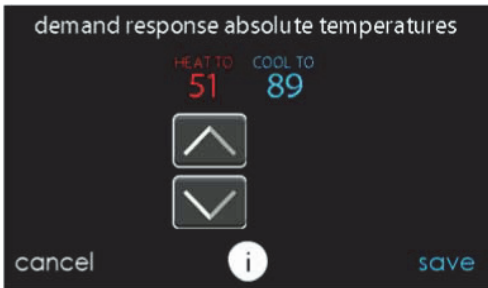 demand response absolute temperatures
HEAT TO COOL TO
51 89
cancel i save